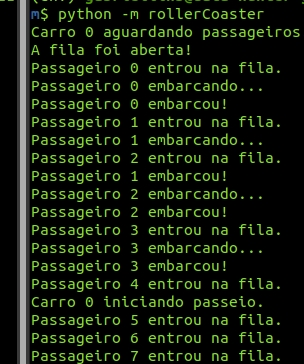 m$ python -m rollerCoaster
Carro 0 aguardando passageiros
A fila foi aberta!
Passageiro 0 entrou na fila.
Passageiro 0 embarcando...
Passageiro 0 embarcou!
Passageiro 1 entrou na fila.
Passageiro 1 embarcando...
Passageiro 2 entrou na fila.
Passageiro 1 embarcou!
Passageiro 2 embarcando...
Passageiro 2 embarcou!
Passageiro 3 entrou na fila.
Passageiro 3 embarcando...
Passageiro 3 embarcou!
Passageiro 4 entrou na fila.
Carro 0 iniciando passeio.
Passageiro 5 entrou na fila.
Passageiro 6 entrou na fila.
Passageiro 7 entrou na fila.